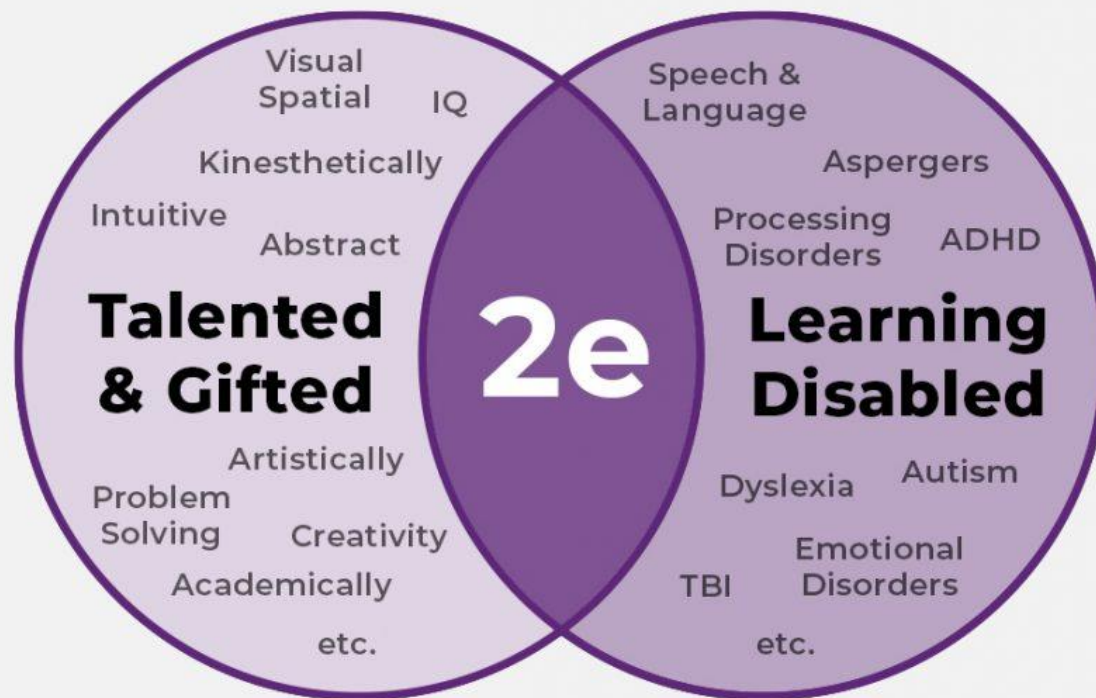 Visual
Spatial
IQ
Kinesthetically
Intuitive
Abstract
Talented
& Gifted
Artistically
Problem
Solving
Creativity
Academically
etc.
2e
Speech &
Language
Aspergers
Processing
Disorders
ADHD
Learning
Disabled
Dyslexia
Autism
Emotional
Disorders
TBI
etc.